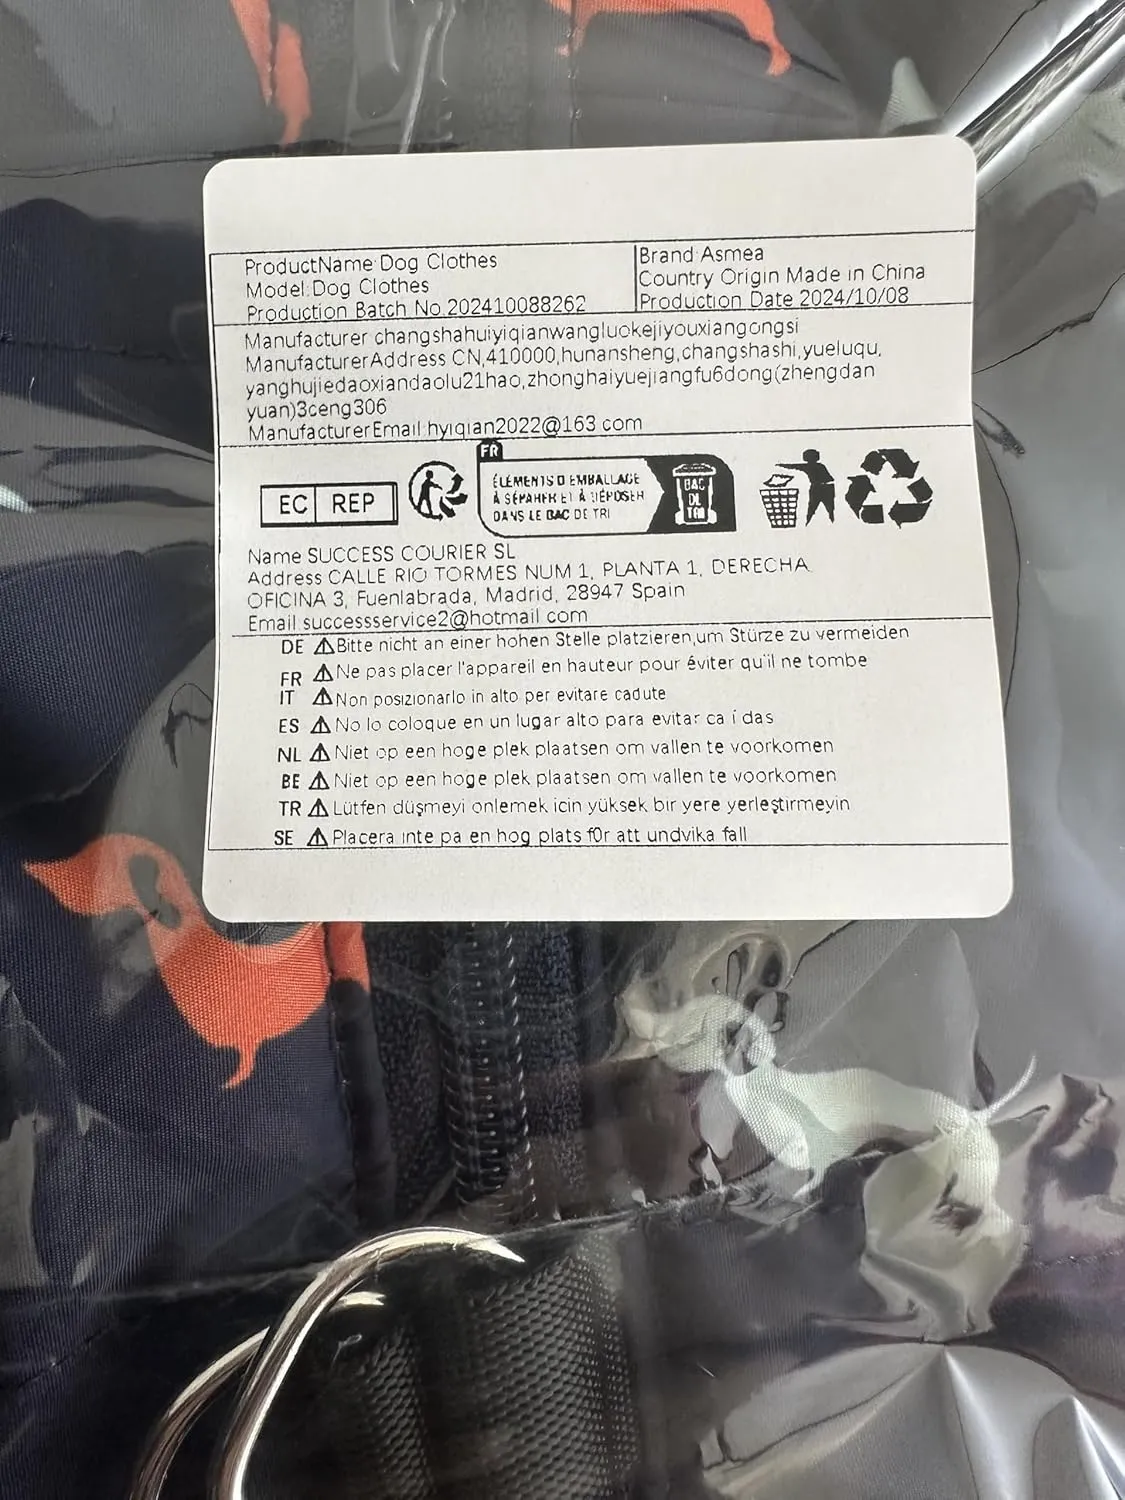 ProductName:Dog Clothes
Model:Dog Clothes
Production Batch No.202410088262
Brand:Asmea
Country Origin Made in China
Production Date 2024/10/08
Manufacturer changshahuiyiqianwangluokejiyouxiangongsi
ManufacturerAddress CN,410000,hunansheng,changshashi,yueluqu,
yanghujiedaoxiandaolu21hao,zhonghaiyuejiangfu6dong(zhengdan
yuan)3ceng306
ManufacturerEmail:hyiqian2022@163 com
EC REP
FR
ÉLÉMENTS D EMBALLAGE
À SÉPARER ET À DÉPOSER
DANS LE BAC DE TRI
BAC
DE
TRI
Name SUCCESS COURIER SL
Address CALLE RIO TORMES NUM 1, PLANTA 1, DERECHA
OFICINA 3, Fuenlabrada, Madrid, 28947 Spain
Email:successservice2@hotmail com
DE ⚠Bitte nicht an einer hohen Stelle platzieren,um Stürze zu vermeiden
FR ⚠Ne pas placer l'appareil en hauteur pour éviter qu'il ne tombe
IT ⚠Non posizionarlo in alto per evitare cadute
ES ⚠No lo coloque en un lugar alto para evitar ca í das
NL ⚠Niet op een hoge plek plaatsen om vallen te voorkomen
BE ⚠Niet op een hoge plek plaatsen om vallen te voorkomen
TR ⚠Lütfen düşmeyi onlemek icin yüksek bir yere yerleştirmeyin
SE ⚠Placera inte pa en hog plats f0r att undvika fall